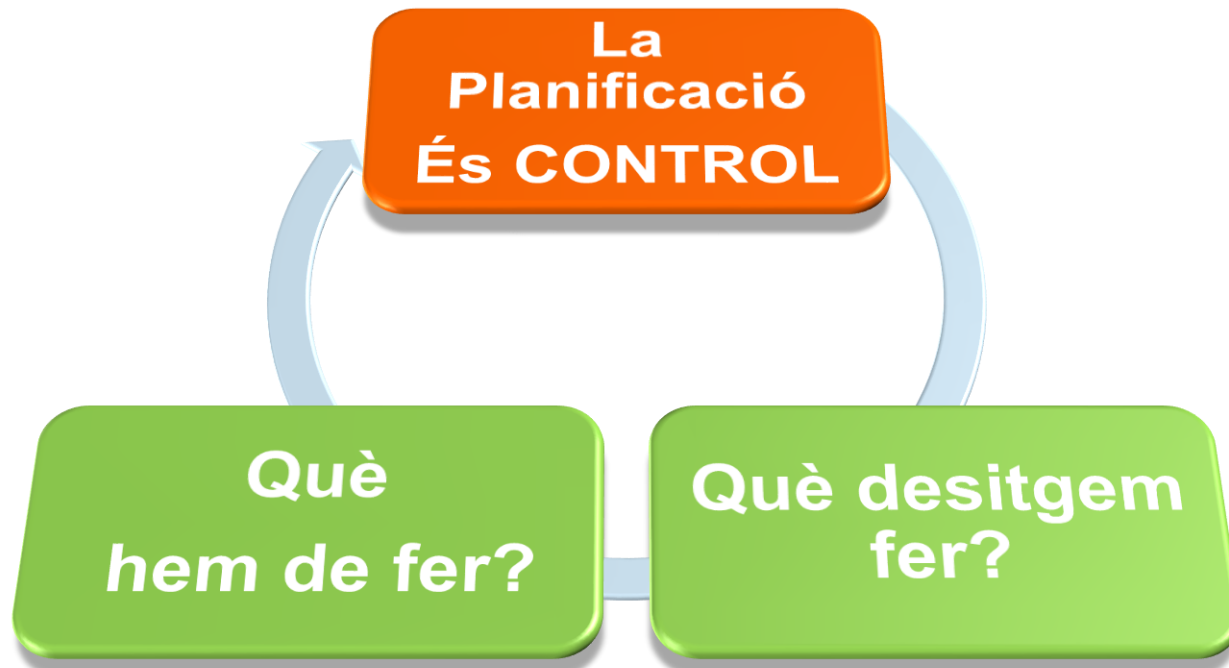 La
Planificació
És CONTROL
Què
hem de fer?
Què desitgem
fer?